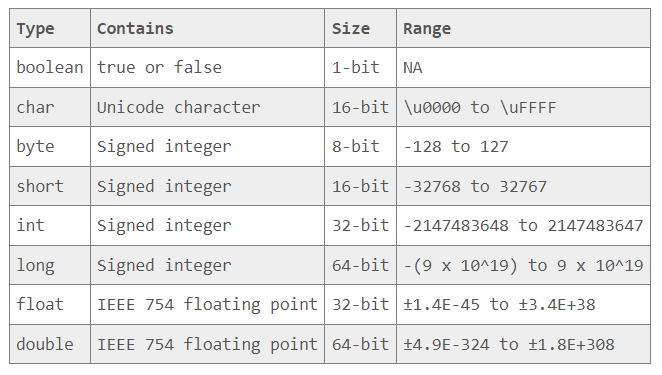 Type Contains Size Range
boolean true or false 1-bit NA
char Unicode character 16-bit \u0000 to \uFFFF
byte Signed integer 8-bit -128 to 127
short Signed integer 16-bit -32768 to 32767
int Signed integer 32-bit -2147483648 to 2147483647
long Signed integer 64-bit -(9 x 10^19) to 9 x 10^19
float IEEE 754 floating point 32-bit ±1.4E-45 to ±3.4E+38
double IEEE 754 floating point 64-bit ±4.9E-324 to ±1.8E+308